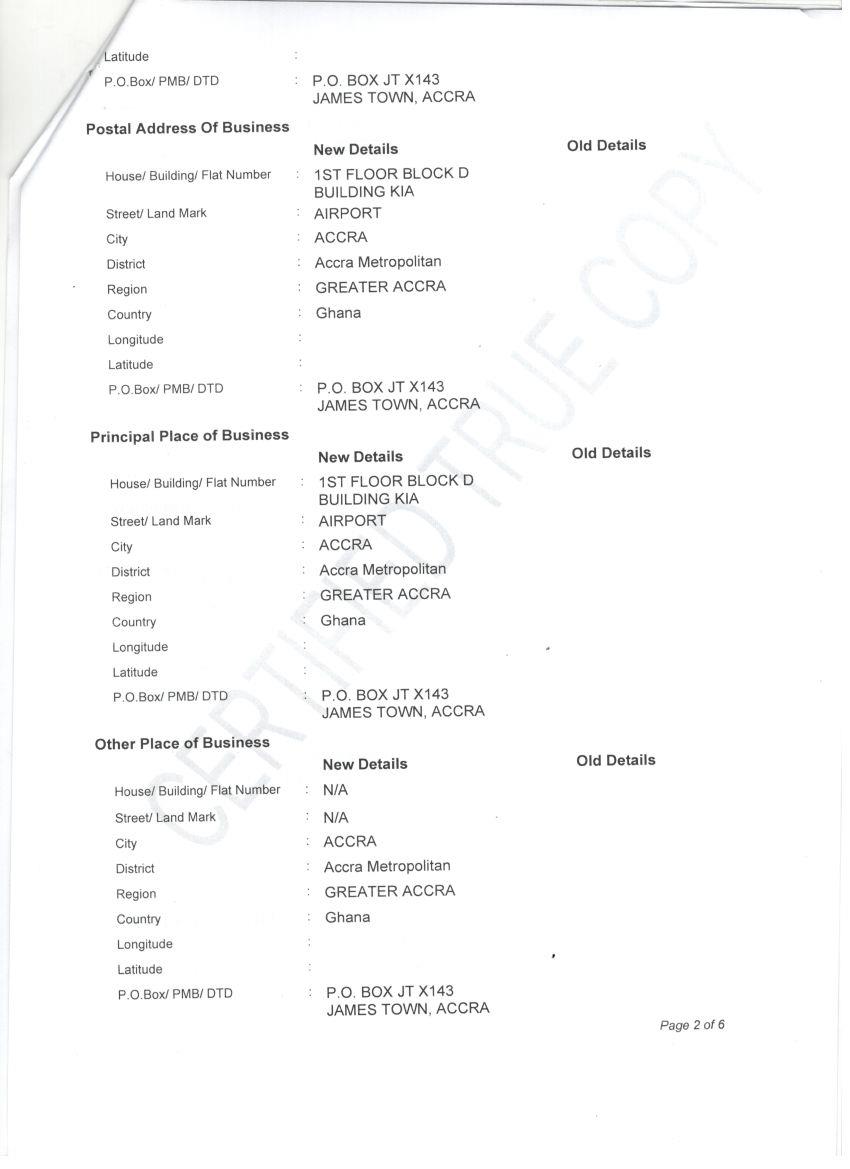 Latitude :
P.O.Box/ PMB/ DTD : P.O. BOX JT X143
JAMES TOWN, ACCRA
Postal Address Of Business
New Details Old Details
House/ Building/ Flat Number : 1ST FLOOR BLOCK D
BUILDING KIA
Street/ Land Mark : AIRPORT
City : ACCRA
District : Accra Metropolitan
Region : GREATER ACCRA
Country : Ghana
Longitude :
Latitude :
P.O.Box/ PMB/ DTD : P.O. BOX JT X143
JAMES TOWN, ACCRA
Principal Place of Business
New Details Old Details
House/ Building/ Flat Number : 1ST FLOOR BLOCK D
BUILDING KIA
Street/ Land Mark : AIRPORT
City : ACCRA
District : Accra Metropolitan
Region : GREATER ACCRA
Country : Ghana
Longitude :
Latitude :
P.O.Box/ PMB/ DTD : P.O. BOX JT X143
JAMES TOWN, ACCRA
Other Place of Business
New Details Old Details
House/ Building/ Flat Number : N/A
Street/ Land Mark : N/A
City : ACCRA
District : Accra Metropolitan
Region : GREATER ACCRA
Country : Ghana
Longitude :
Latitude :
P.O.Box/ PMB/ DTD : P.O. BOX JT X143
JAMES TOWN, ACCRA
Page 2 of 6
CERTIFIED TRUE COPY